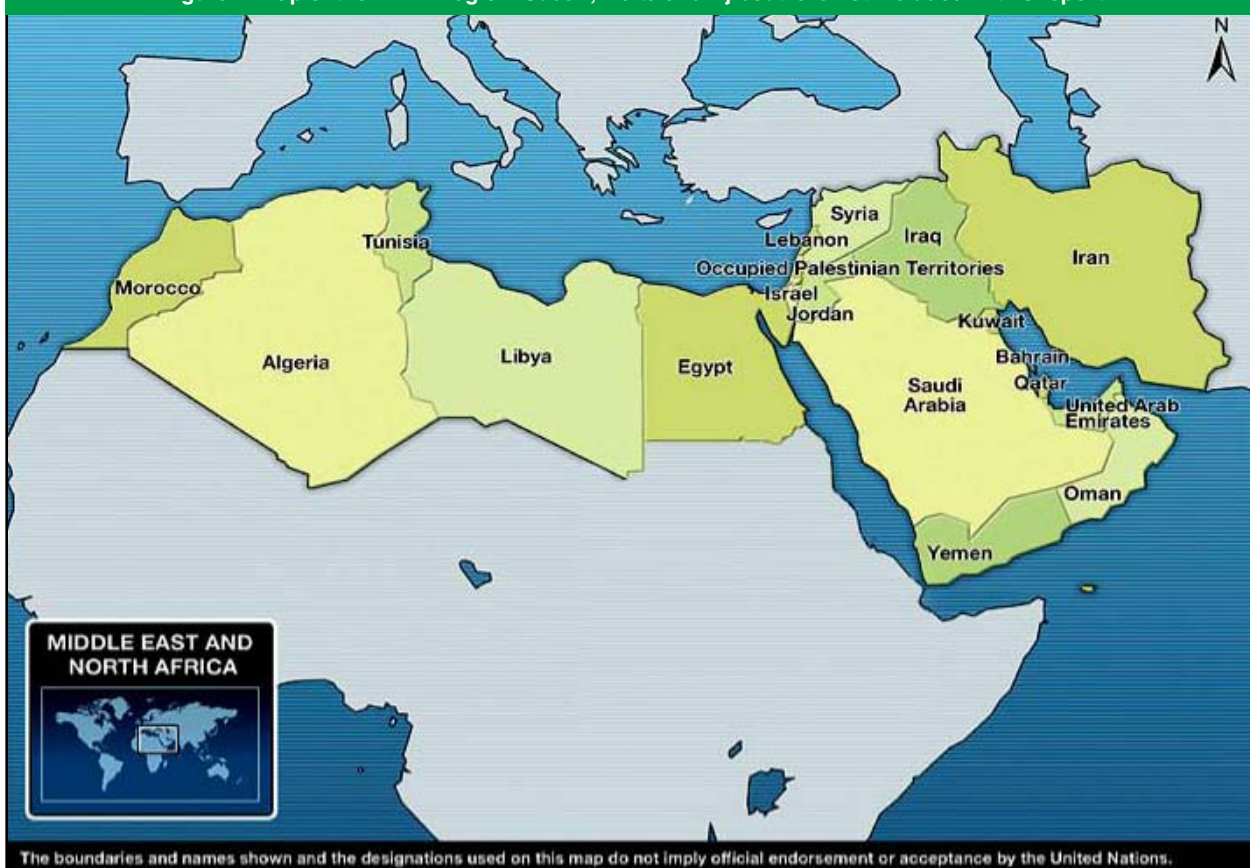 N
Syria
Lebanon
Iraq
Tunisia
Occupied Palestinian Territories
Iran
Morocco
Israel
Jordan
Kuwait
Algeria
Libya
Egypt
Bahrain
Qatar
Saudi
Arabia
United Arab
Emirates
Oman
Yemen
MIDDLE EAST AND
NORTH AFRICA
The boundaries and names shown and the designations used on this map do not imply official endorsement or acceptance by the United Nations.